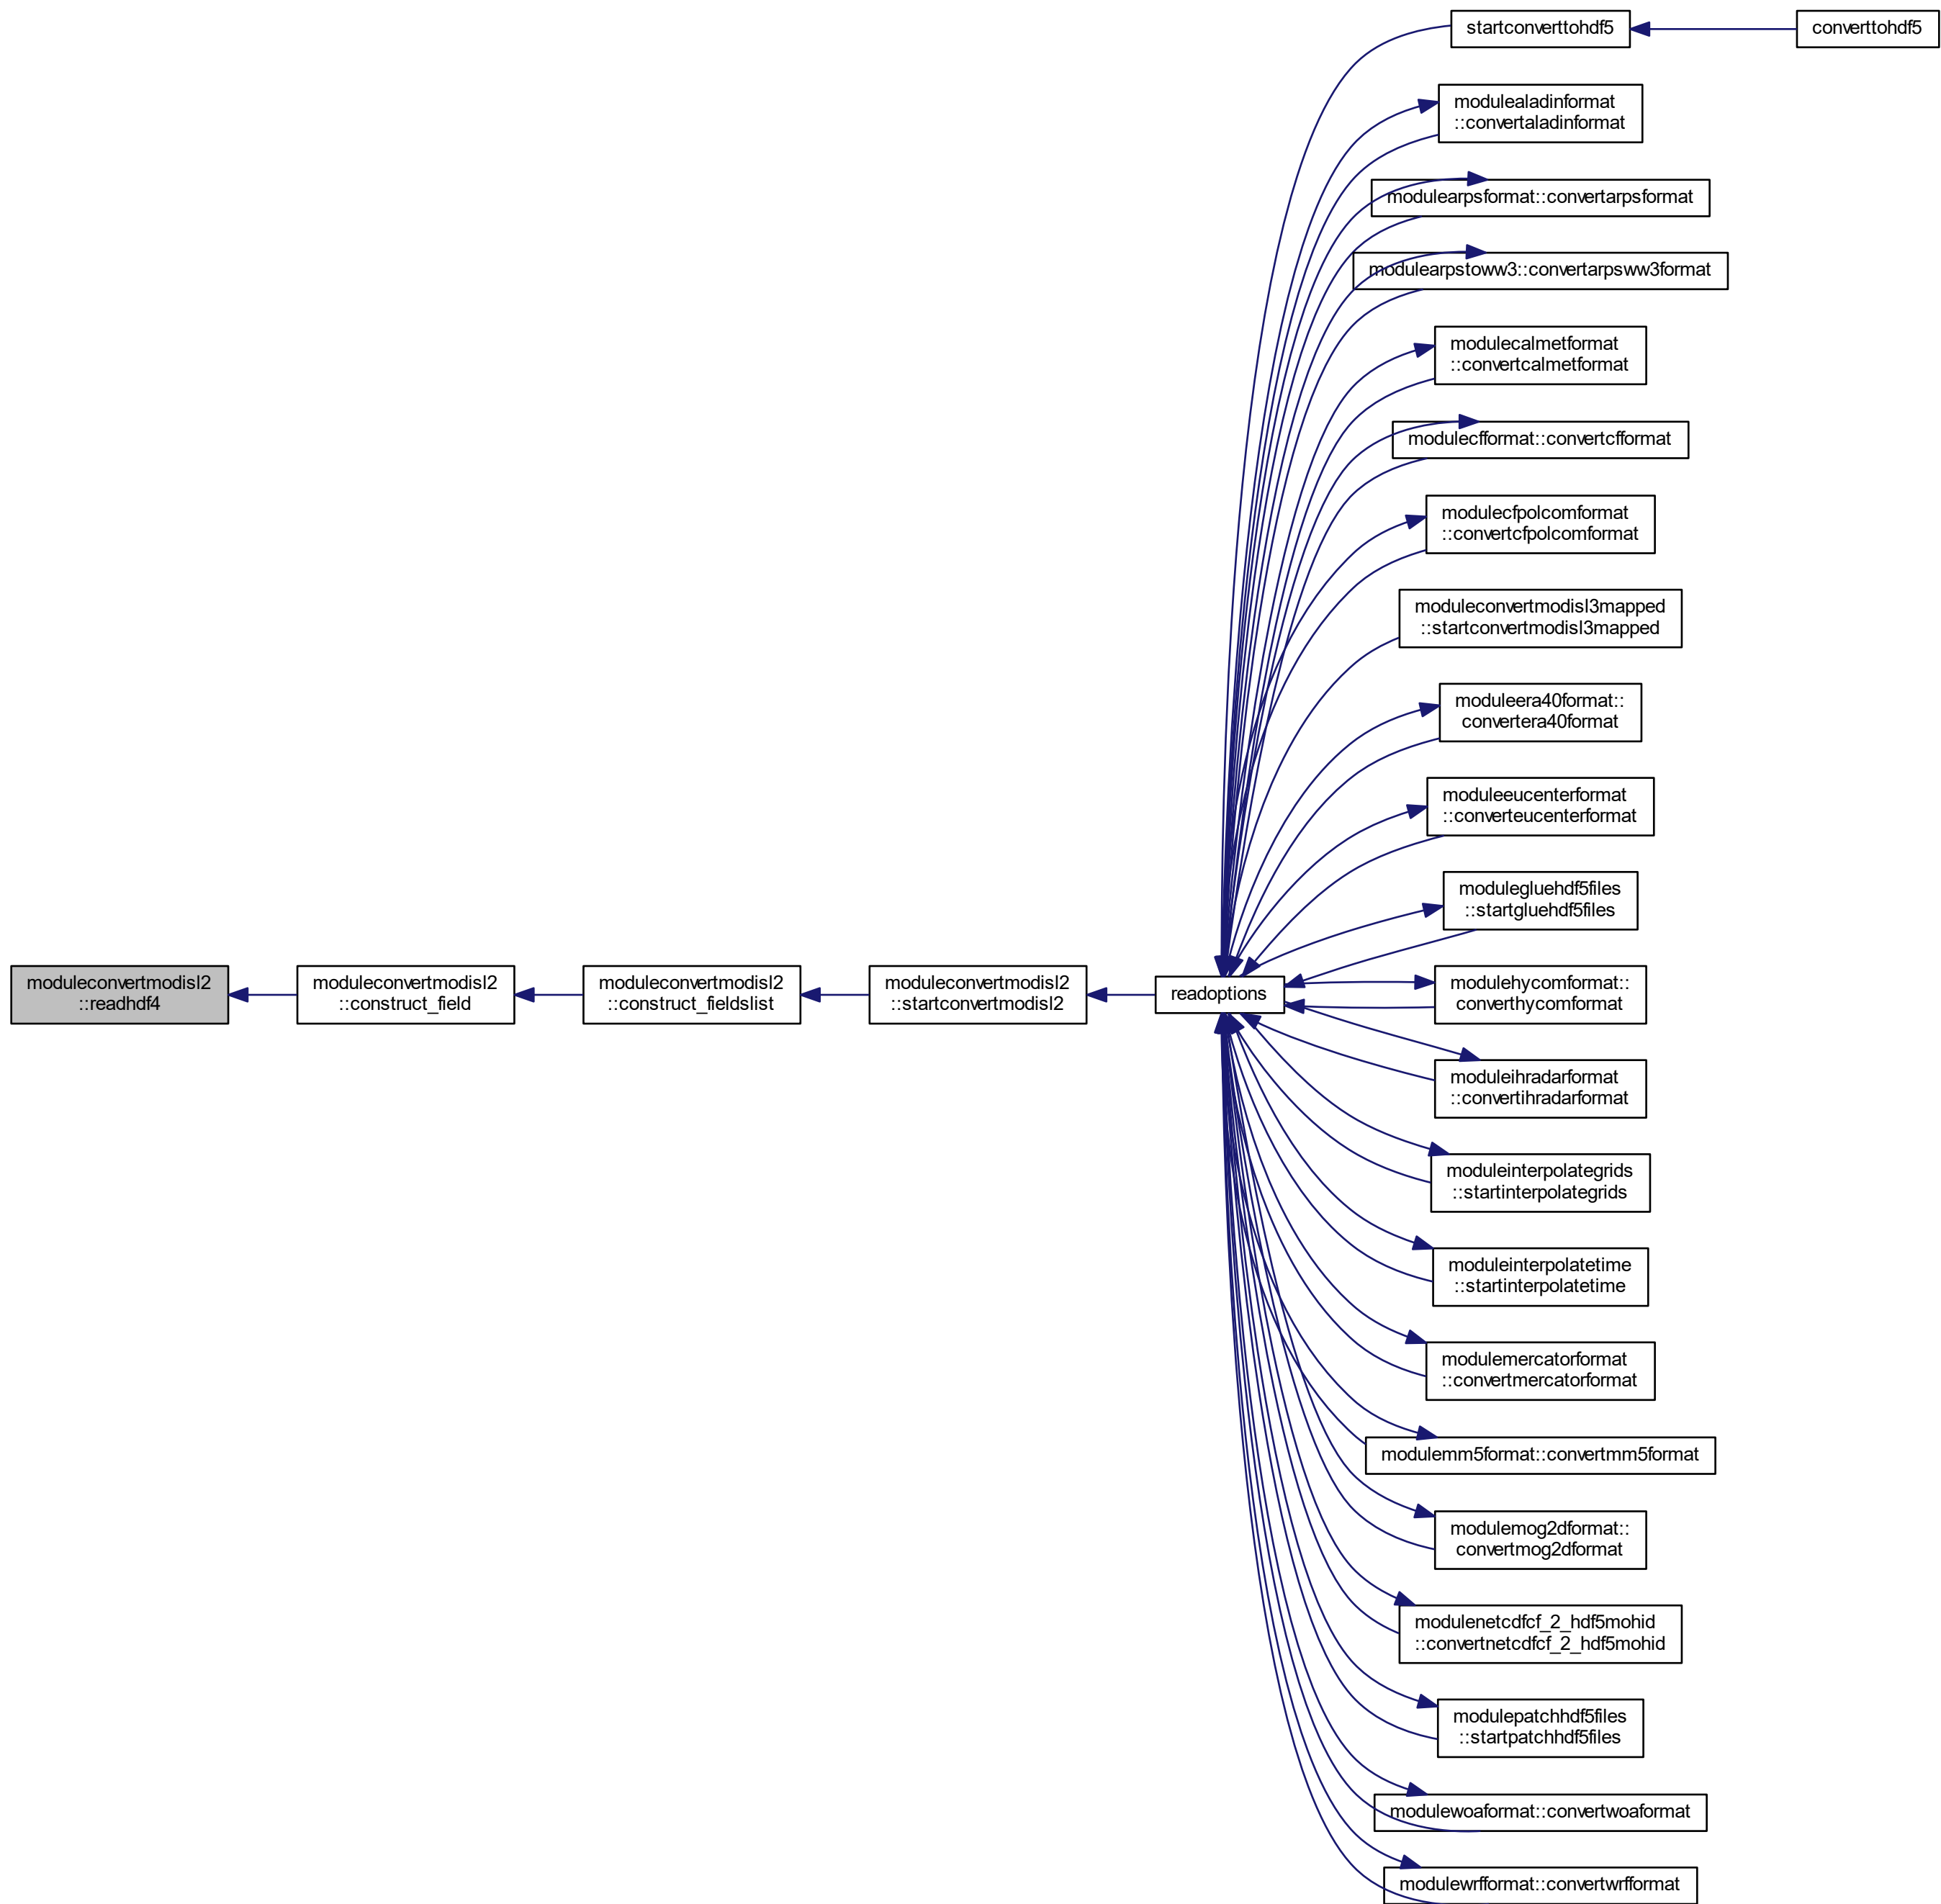 startconverttohdf5
converttohdf5
modulealadinformat
::convertaladinformat
modulearpsformat::convertarpsformat
modulearpstoww3::convertarpsww3format
modulecalmetformat
::convertcalmetformat
modulecfformat::convertcfformat
modulecfpolcomformat
::convertcfpolcomformat
moduleconvertmodisl3mapped
::startconvertmodisl3mapped
moduleera40format::
convertera40format
moduleeucenterformat
::converteucenterformat
modulegluehdf5files
::startgluehdf5files
moduleconvertmodisl2
::readhdf4
moduleconvertmodisl2
::construct_field
moduleconvertmodisl2
::construct_fieldslist
moduleconvertmodisl2
::startconvertmodisl2
readoptions
modulehycomformat::
converthycomformat
moduleihradarformat
::convertihradarformat
moduleinterpolategrids
::startinterpolategrids
moduleinterpolatetime
::startinterpolatetime
modulemercatorformat
::convertmercatorformat
modulemm5format::convertmm5format
modulemog2dformat::
convertmog2dformat
modulenetcdfcf_2_hdf5mohid
::convertnetcdfcf_2_hdf5mohid
modulepatchhdf5files
::startpatchhdf5files
modulewoaformat::convertwoaformat
modulewrfformat::convertwrfformat